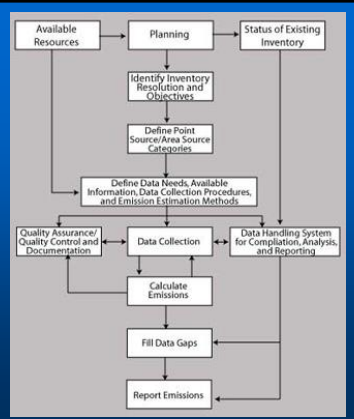 Available
Resources
Planning
Status of Existing
Inventory
Identify Inventory
Resolution and
Objectives
Define Point
Source/Area Source
Categories
Define Data Needs, Available
Information, Data Collection Procedures,
and Emission Estimation Methods
Quality Assurance/
Quality Control and
Documentation
Data Collection
Data Handling System
for Compliation, Analysis,
and Reporting
Calculate
Emissions
Fill Data Gaps
Report Emissions